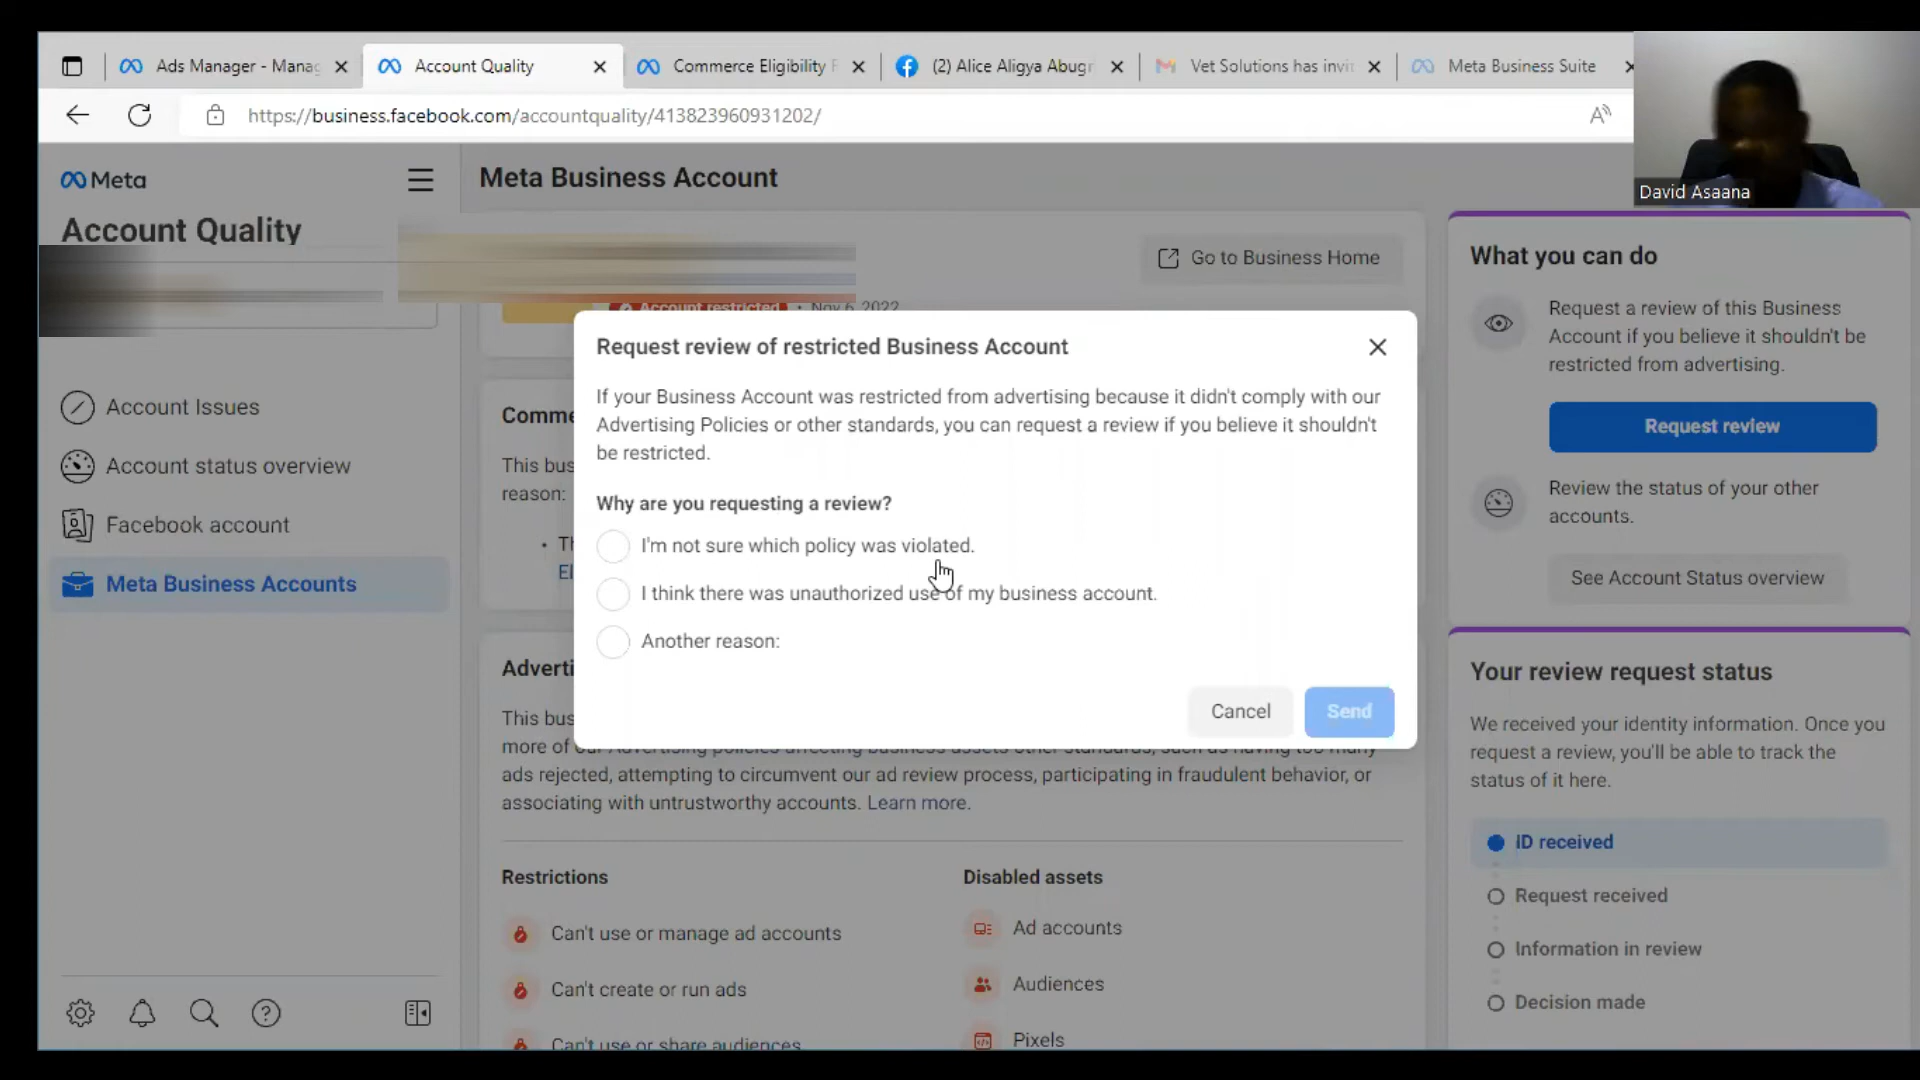 Ads Manager - Mana
Account Quality
Commerce Eligibility
(2) Alice Aligya Abug
Vet Solutions has invi
Meta Business Suite
https://business.facebook.com/accountquality/413823960931202/
David Asaana
Meta
Account Quality
Account Issues
Account status overview
Facebook account
Meta Business Accounts
Meta Business Account
Go to Business Home
Account restricted • Nov 6, 2022
Comme
This bus
reason:
• Th
El
Request review of restricted Business Account
If your Business Account was restricted from advertising because it didn't comply with our
Advertising Policies or other standards, you can request a review if you believe it shouldn't
be restricted.
Why are you requesting a review?
I'm not sure which policy was violated.
I think there was unauthorized use of my business account.
Another reason:
Cancel
Send
Adverti
This bus
more of our Advertising policies affecting business assets other standards, such as having too many
ads rejected, attempting to circumvent our ad review process, participating in fraudulent behavior, or
associating with untrustworthy accounts. Learn more.
Restrictions
Can't use or manage ad accounts
Can't create or run ads
Can't use or share audiences
Disabled assets
Ad accounts
Audiences
Pixels
What you can do
Request a review of this Business
Account if you believe it shouldn't be
restricted from advertising.
Request review
Review the status of your other
accounts.
See Account Status overview
Your review request status
We received your identity information. Once you
request a review, you'll be able to track the
status of it here.
ID received
Request received
Information in review
Decision made